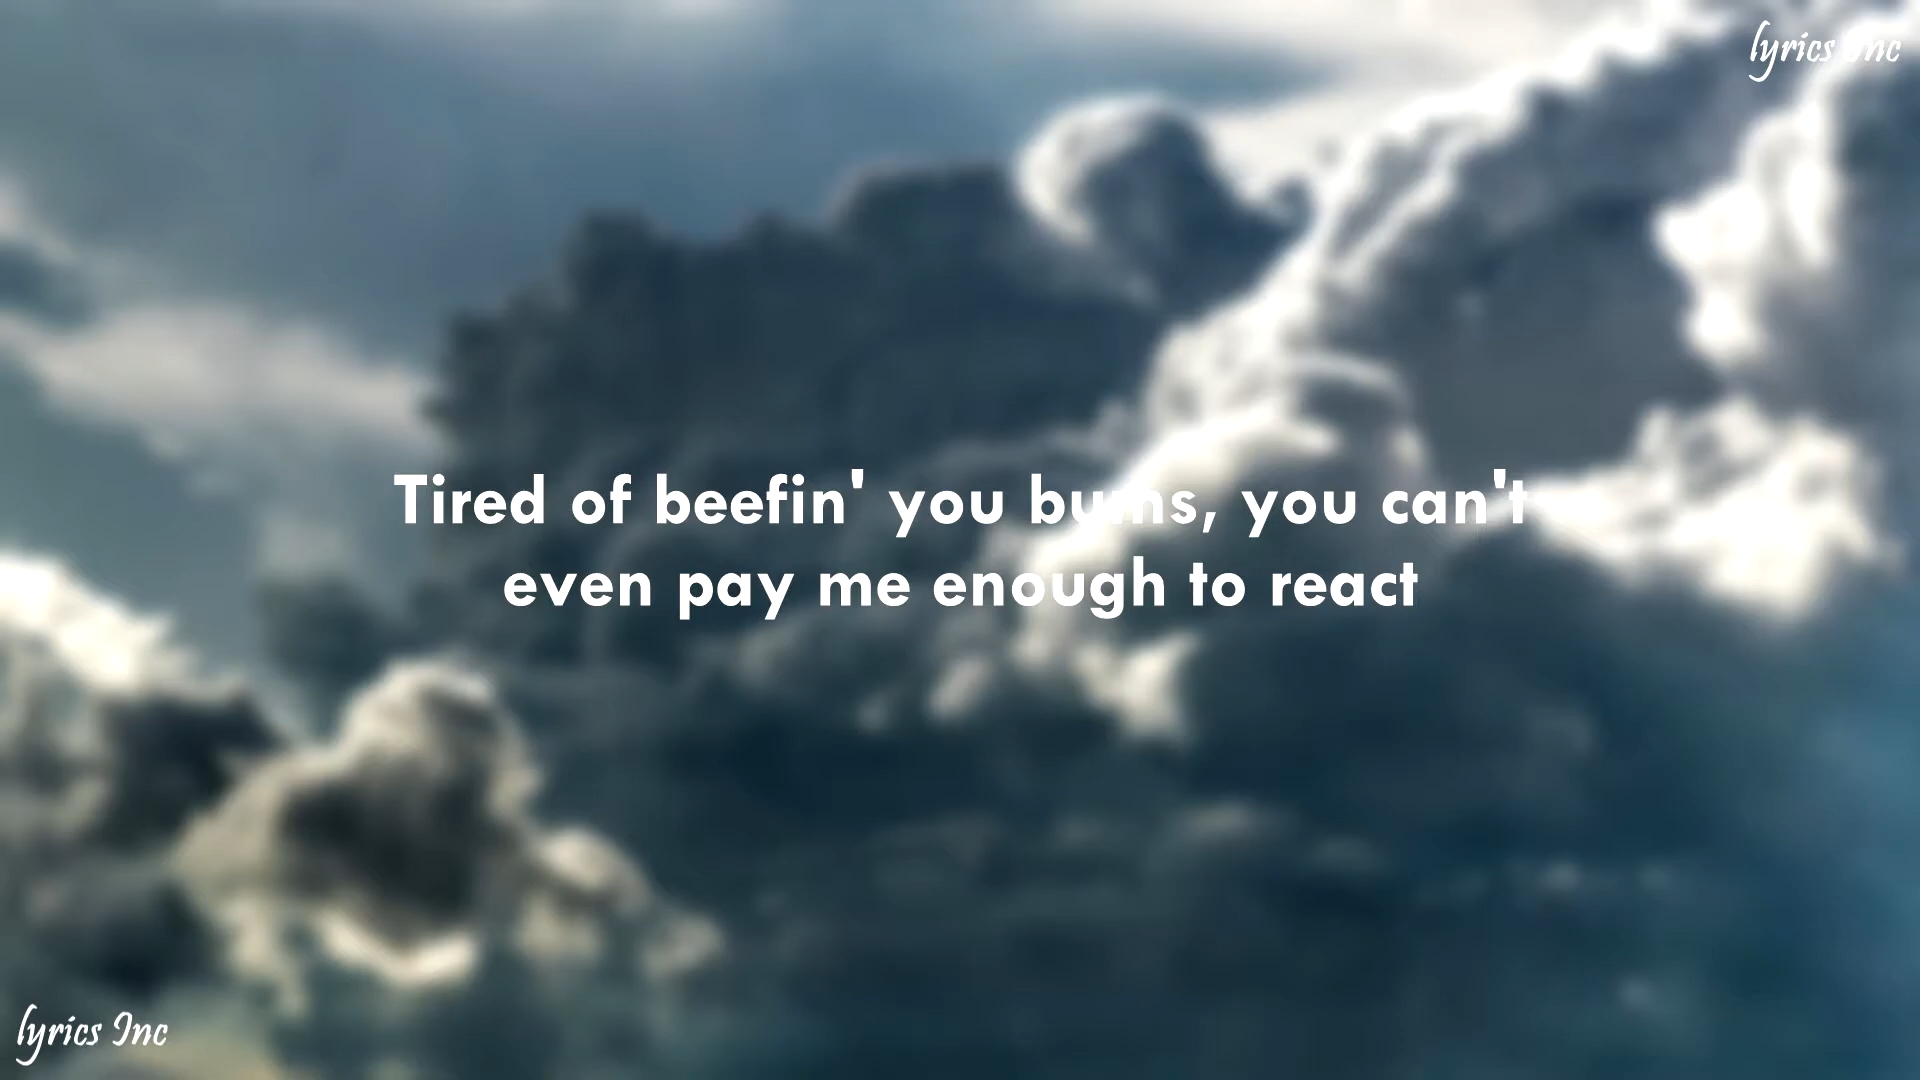 lyrics Inc
Tired of beefin' you bums, you can't
even pay me enough to react
lyrics Inc